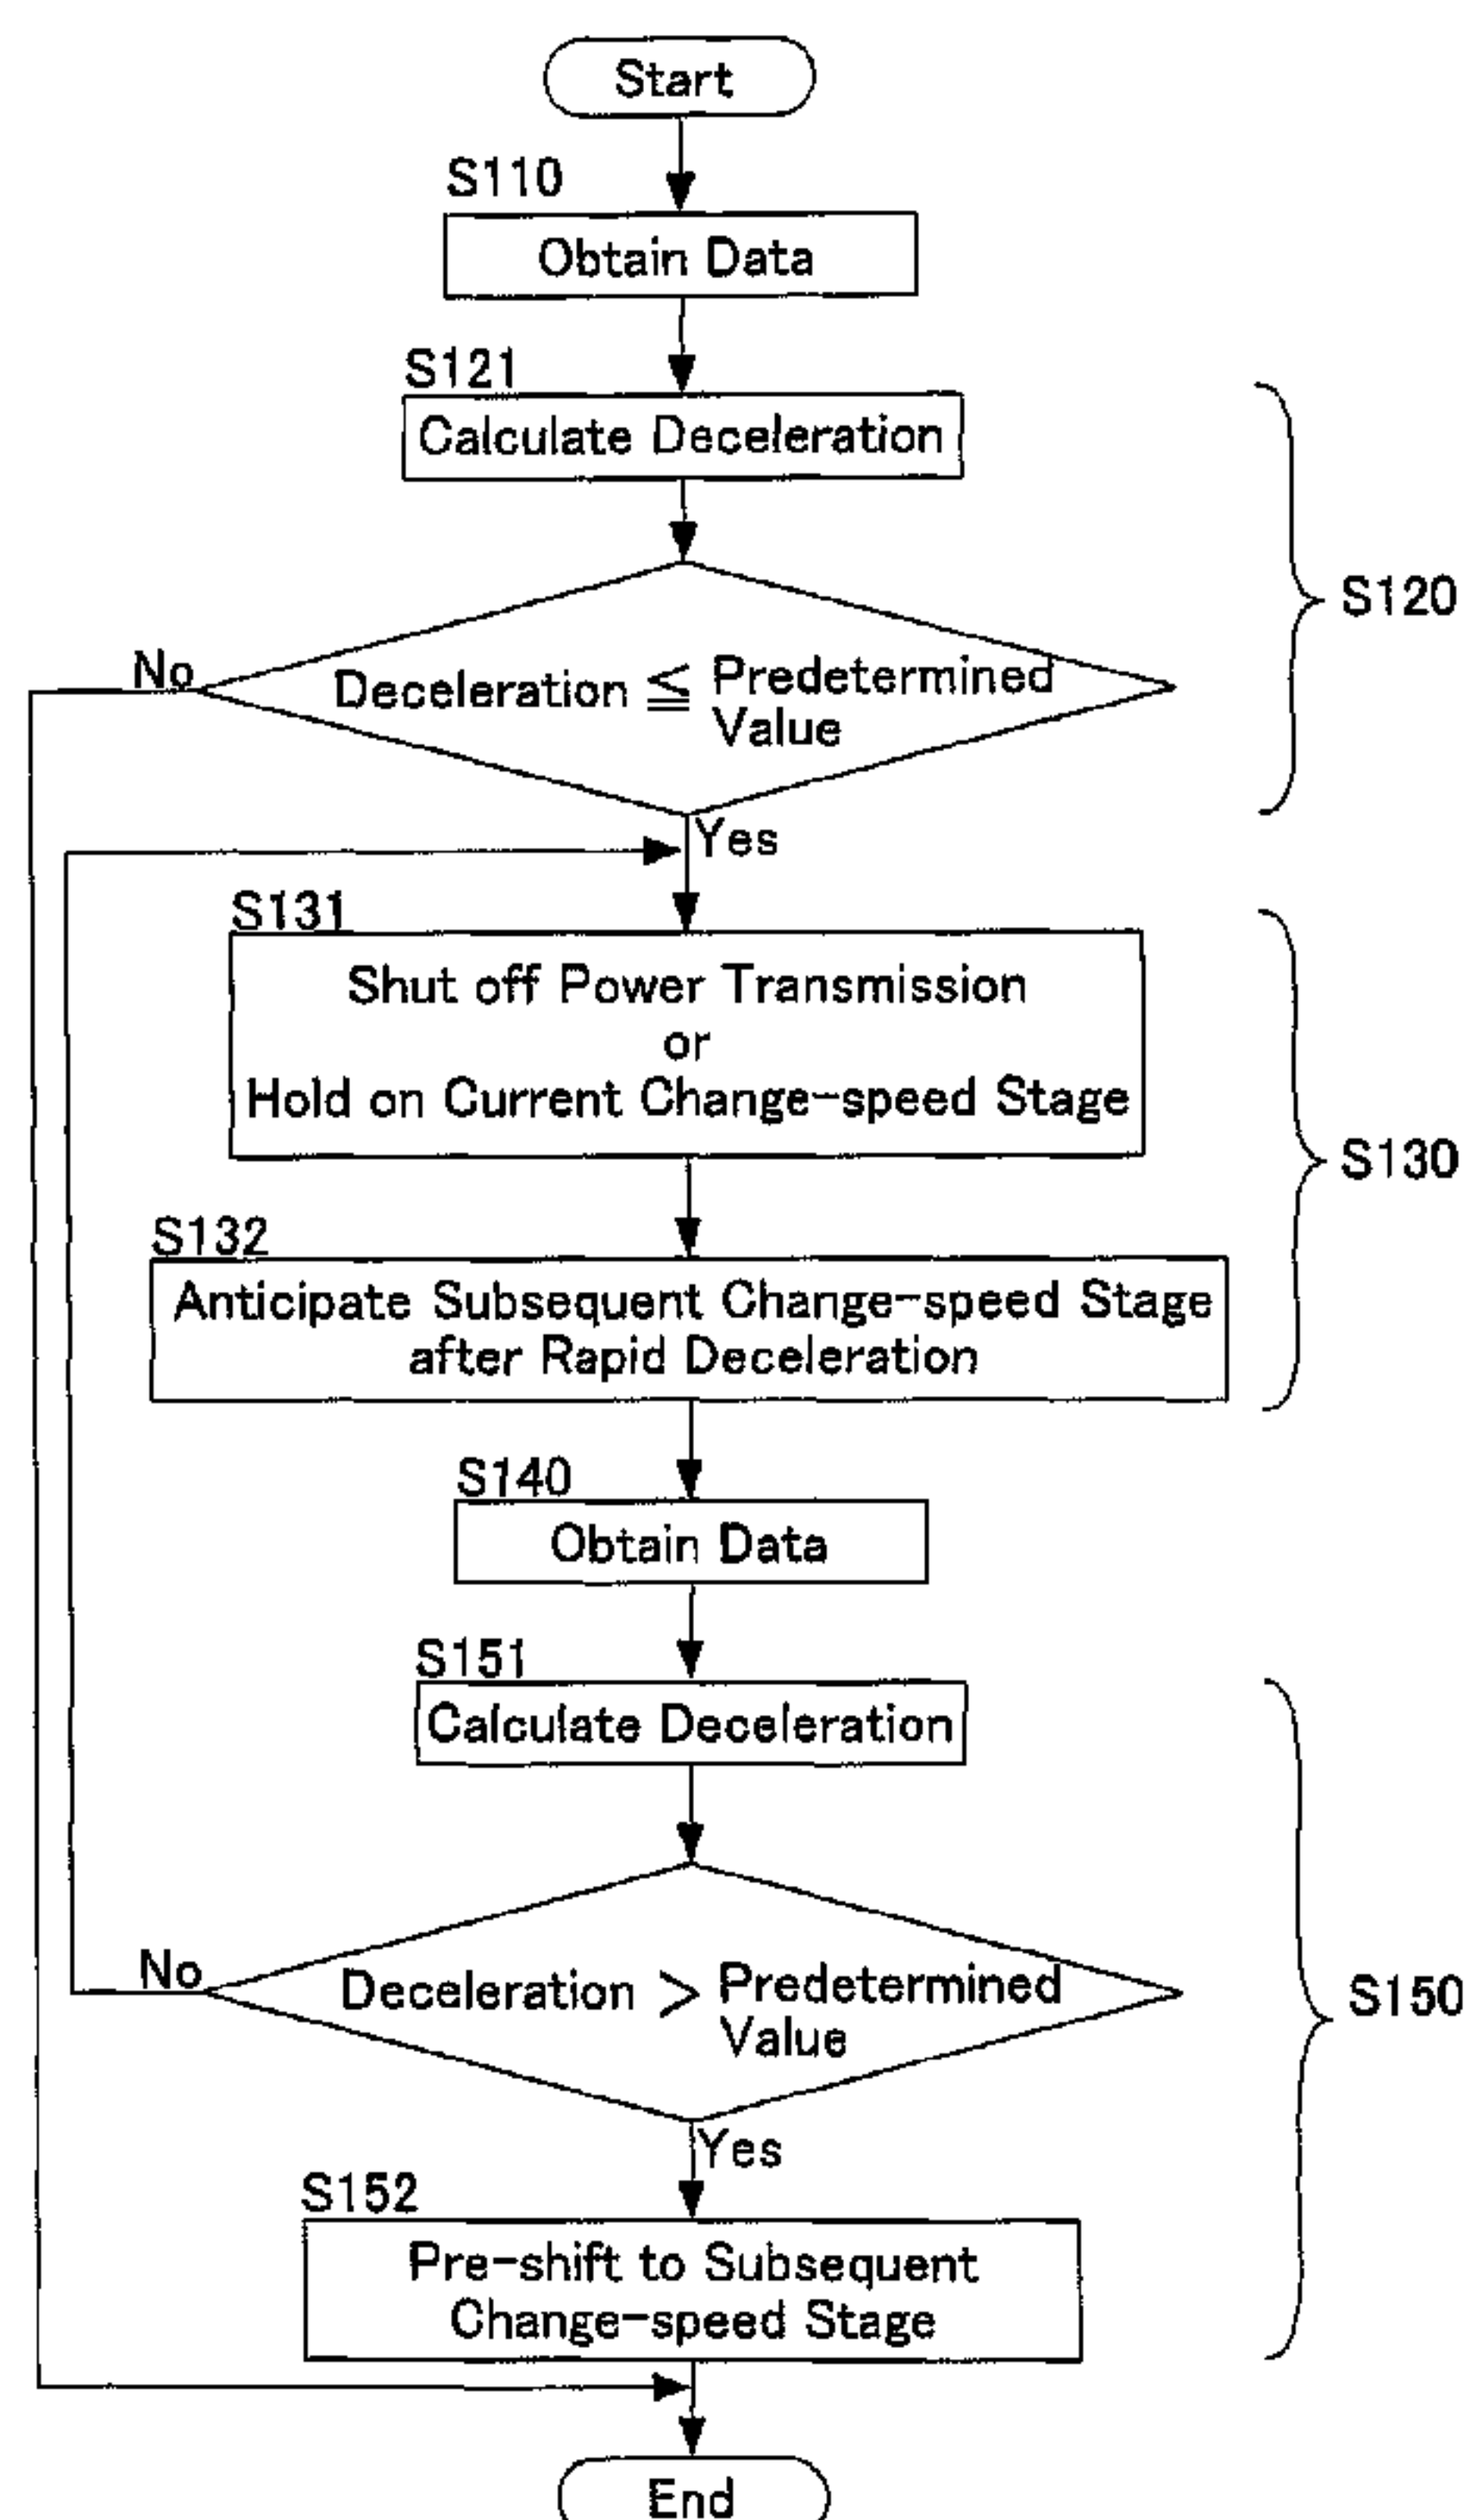 Start
S110
Obtain Data
S121
Calculate Deceleration
S120
No
Deceleration ≦ Predetermined
Value
Yes
S131
Shut off Power Transmission
or
Hold on Current Change-speed Stage
S130
S132
Anticipate Subsequent Change-speed Stage
after Rapid Deceleration
S140
Obtain Data
S151
Calculate Deceleration
No
Deceleration > Predetermined
Value
S150
Yes
S152
Pre-shift to Subsequent
Change-speed Stage
End